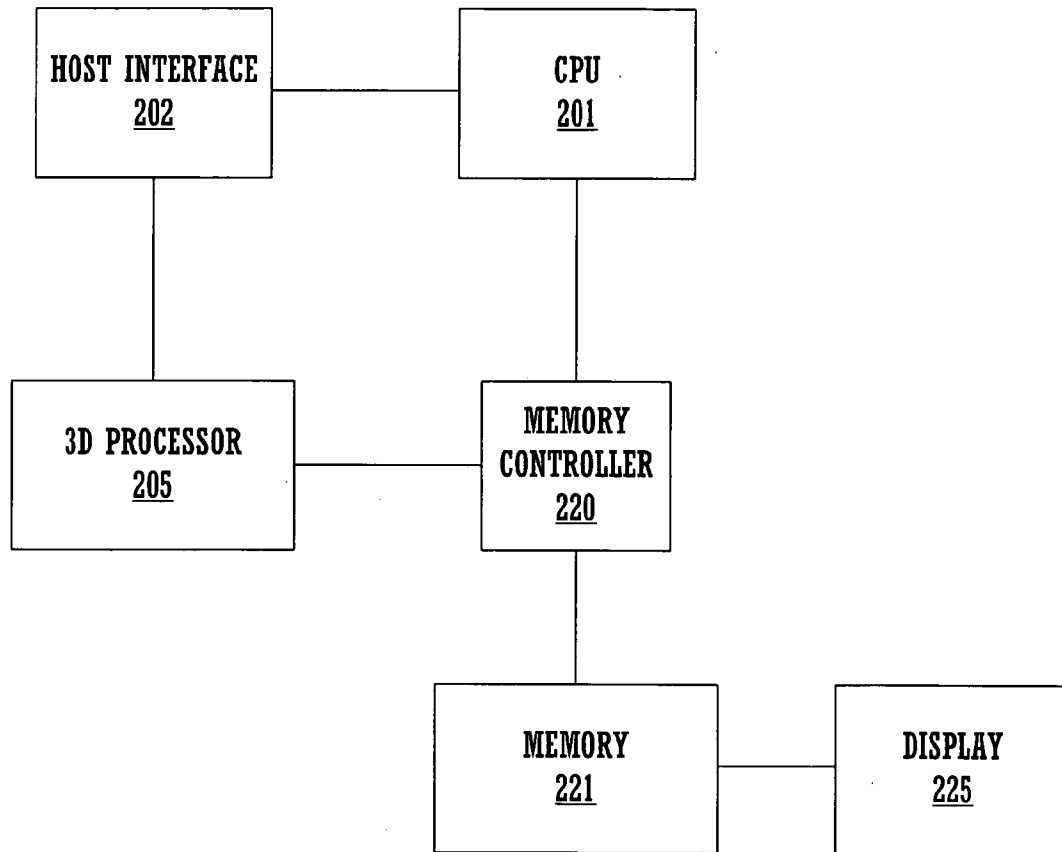 HOST INTERFACE
202
CPU
201
3D PROCESSOR
205
MEMORY
CONTROLLER
220
MEMORY
221
DISPLAY
225